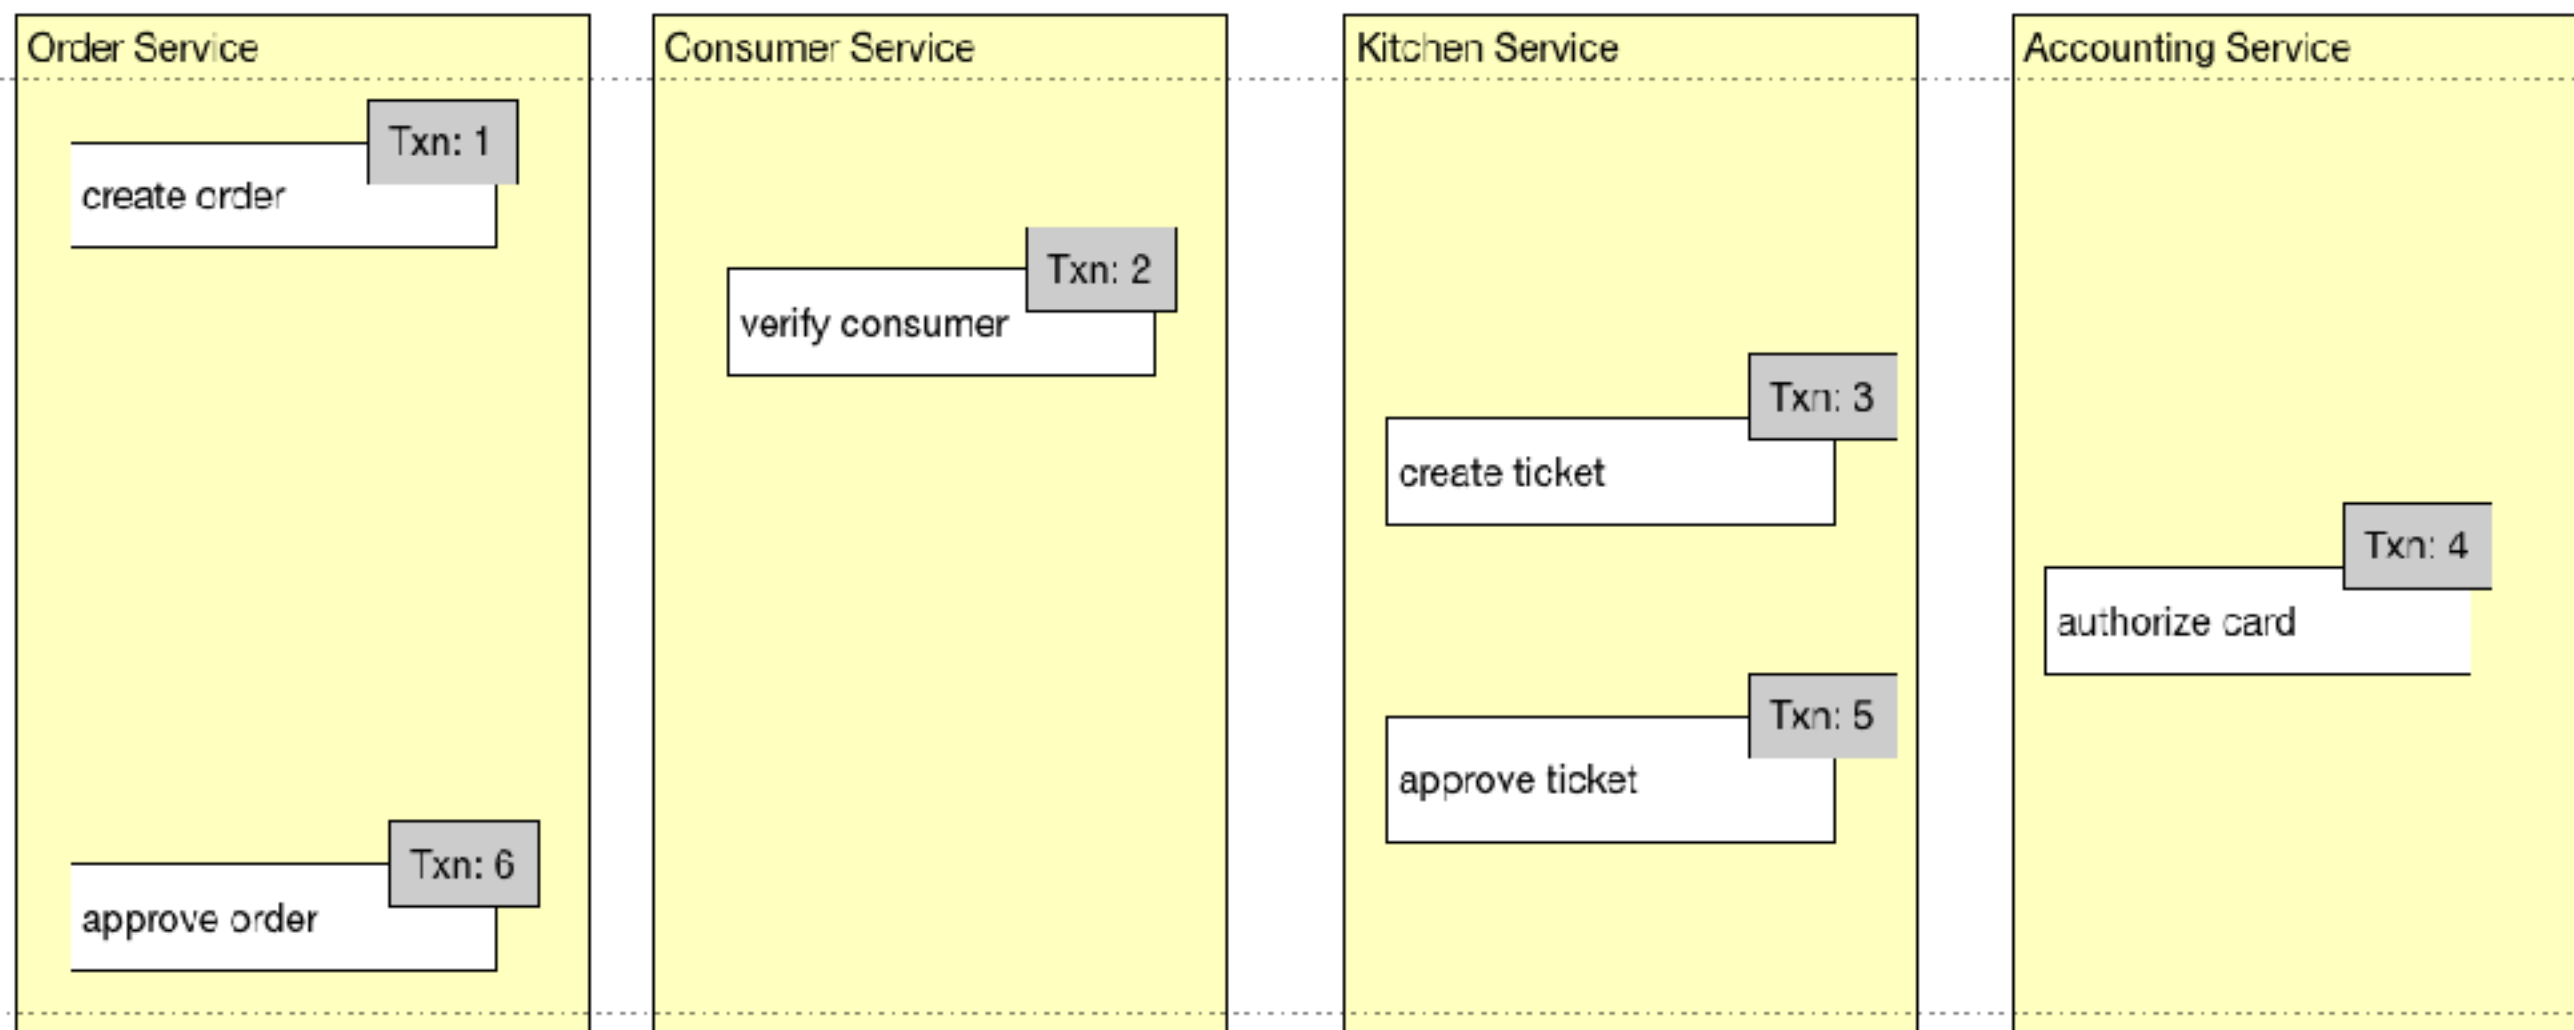 Order Service
Consumer Service
Kitchen Service
Accounting Service
Txn: 1
create order
Txn: 2
verify consumer
Txn: 3
create ticket
Txn: 4
authorize card
Txn: 5
approve ticket
Txn: 6
approve order